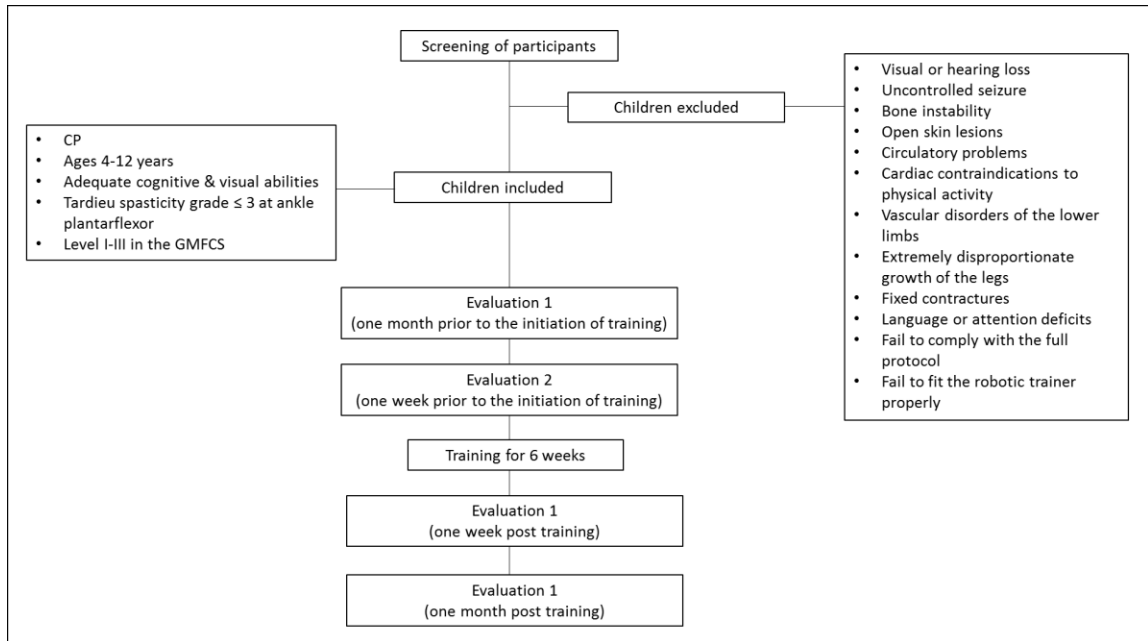 Screening of participants
Children excluded
• Visual or hearing loss
• Uncontrolled seizure
• Bone instability
• Open skin lesions
• Circulatory problems
• Cardiac contraindications to
physical activity
• Vascular disorders of the lower
limbs
• Extremely disproportionate
growth of the legs
• Fixed contractures
• Language or attention deficits
• Fail to comply with the full
protocol
• Fail to fit the robotic trainer
properly
• CP
• Ages 4-12 years
• Adequate cognitive & visual abilities
• Tardieu spasticity grade ≤ 3 at ankle
plantarflexor
• Level I-III in the GMFCS
Children included
Evaluation 1
(one month prior to the initiation of training)
Evaluation 2
(one week prior to the initiation of training)
Training for 6 weeks
Evaluation 1
(one week post training)
Evaluation 1
(one month post training)